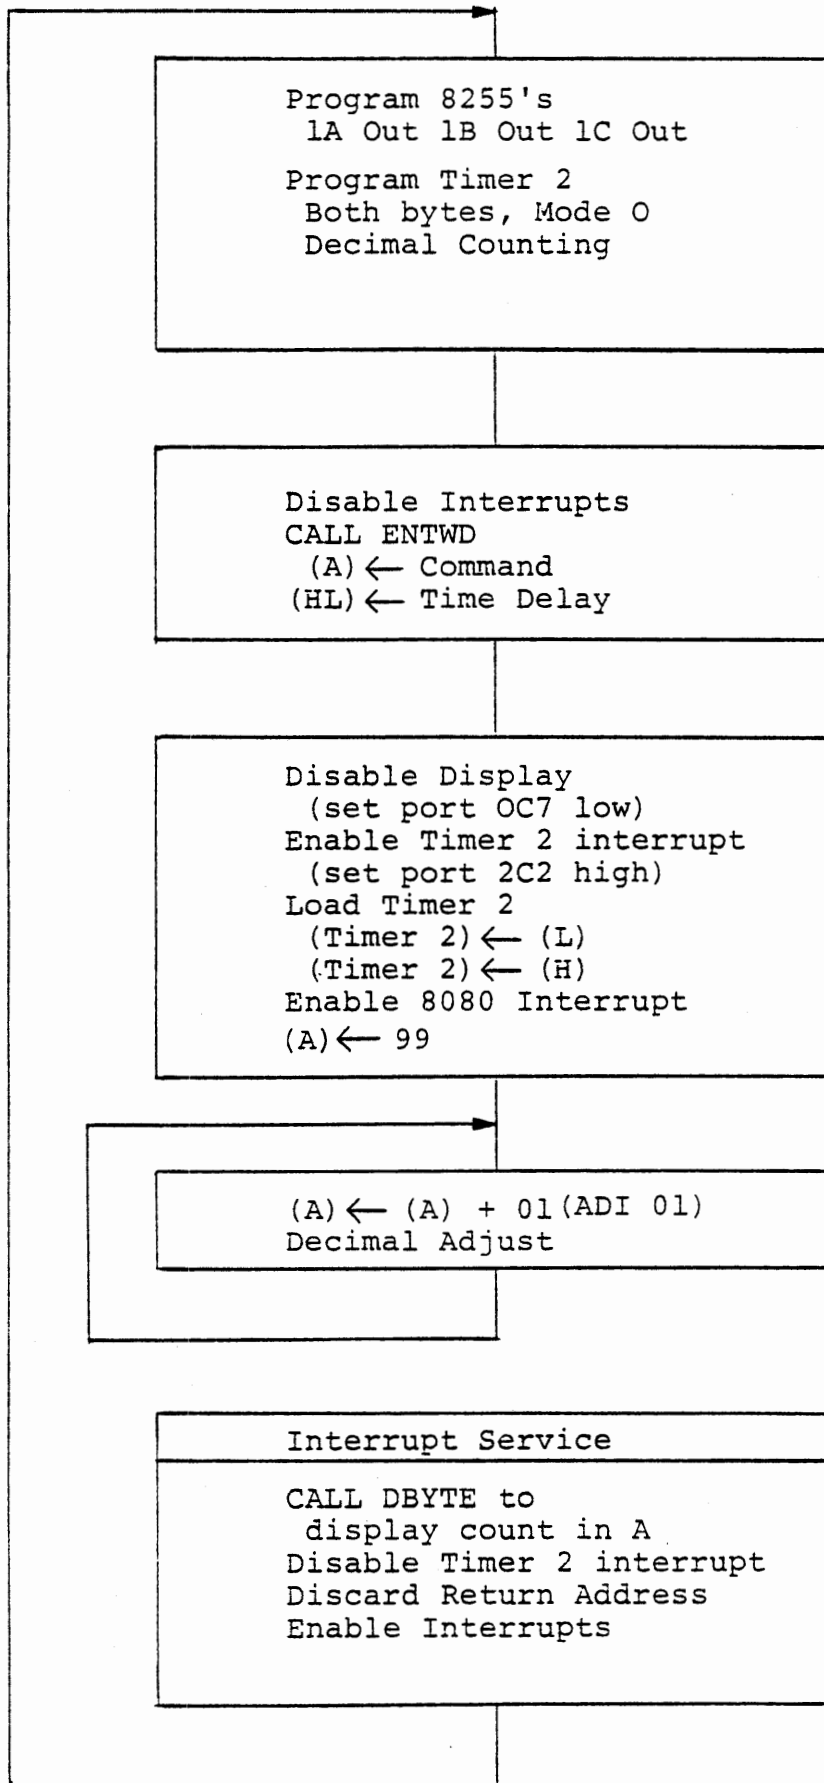 Program 8255's
1A Out 1B Out 1C Out
Program Timer 2
Both bytes, Mode 0
Decimal Counting
Disable Interrupts
CALL ENTWD
(A) ← Command
(HL) ← Time Delay
Disable Display
(set port 0C7 low)
Enable Timer 2 interrupt
(set port 2C2 high)
Load Timer 2
(Timer 2) ← (L)
(Timer 2) ← (H)
Enable 8080 Interrupt
(A) ← 99
(A) ← (A) + 01 (ADI 01)
Decimal Adjust
Interrupt Service
CALL DBYTE to
display count in A
Disable Timer 2 interrupt
Discard Return Address
Enable Interrupts